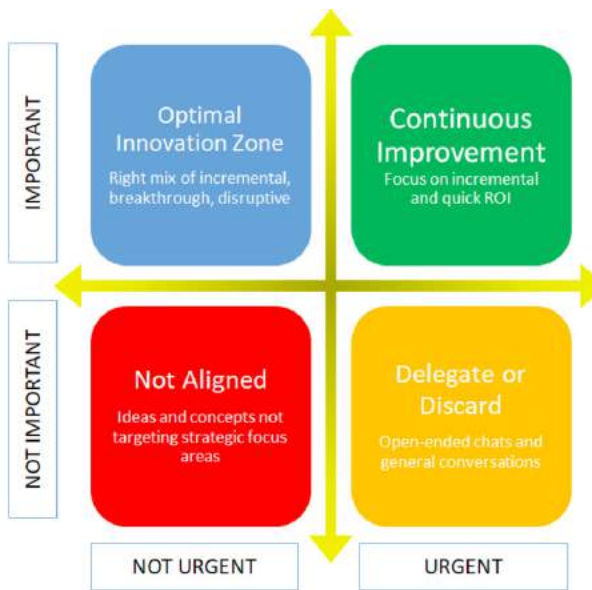 IMPORTANT
Optimal
Innovation Zone
Right mix of incremental,
breakthrough, disruptive
Continuous
Improvement
Focus on incremental
and quick ROI
NOT IMPORTANT
Not Aligned
Ideas and concepts not
targeting strategic focus
areas
Delegate or
Discard
Open-ended chats and
general conversations
NOT URGENT
URGENT